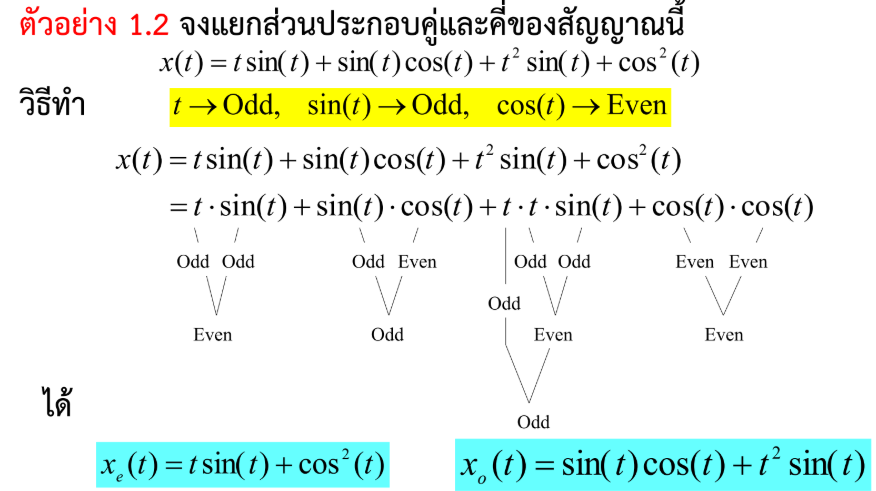 ตัวอย่าง 1.2 จงแยกส่วนประกอบคู่และคี่ของสัญญาณนี้
x(t) = t sin(t) + sin(t) cos(t) + t² sin(t) + cos²(t)
วิธีทำ t → Odd, sin(t) → Odd, cos(t) → Even
x(t) = t sin(t) + sin(t) cos(t) + t² sin(t) + cos²(t)
= t · sin(t) + sin(t) · cos(t) + t · t · sin(t) + cos(t) · cos(t)
Odd Odd Odd Even Odd Odd Even Even
Odd
Even Odd Even Even
Odd
ได้
xₑ(t) = t sin(t) + cos²(t) xₒ(t) = sin(t) cos(t) + t² sin(t)